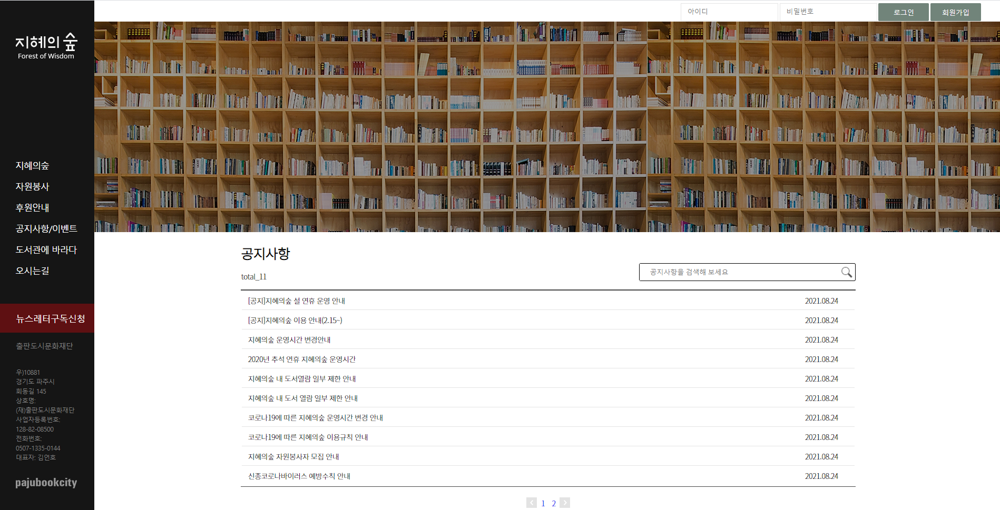 지혜의 숲
Forest of Wisdom
지혜의숲
자원봉사
후원안내
공지사항/이벤트
도서관에 바라다
오시는길
뉴스레터구독신청
출판도시문화재단
우)10881
경기도 파주시
회동길 145
상호명:
(재)출판도시문화재단
사업자등록번호:
128-82-08500
전화번호:
0507-1335-0144
대표자: 김언호
pajubookcity
아이디 비밀번호 로그인 회원가입
공지사항
total_11
공지사항을 검색해 보세요
[공지]지혜의숲 설 연휴 운영 안내 2021.08.24
[공지]지혜의숲 이용 안내(2.15~) 2021.08.24
지혜의숲 운영시간 변경안내 2021.08.24
2020년 추석 연휴 지혜의숲 운영시간 2021.08.24
지혜의숲 내 도서열람 일부 제한 안내 2021.08.24
지혜의숲 내 도서 열람 일부 제한 안내 2021.08.24
코로나19에 따른 지혜의숲 운영시간 변경 안내 2021.08.24
코로나19에 따른 지혜의숲 이용규칙 안내 2021.08.24
지혜의숲 자원봉사자 모집 안내 2021.08.24
신종코로나바이러스 예방수칙 안내 2021.08.24
1 2